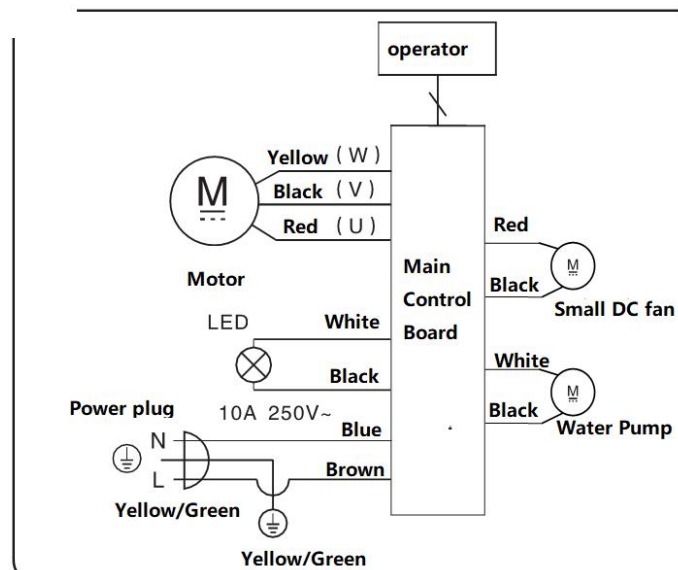 operator
Yellow (W)
Black (V)
Red (U)
M
Motor
Main
Control
Board
Red
Black
M
Small DC fan
LED
White
Black
White
Black
M
Water Pump
Power plug
10A 250V~
N
Blue
L
Brown
Yellow/Green
Yellow/Green